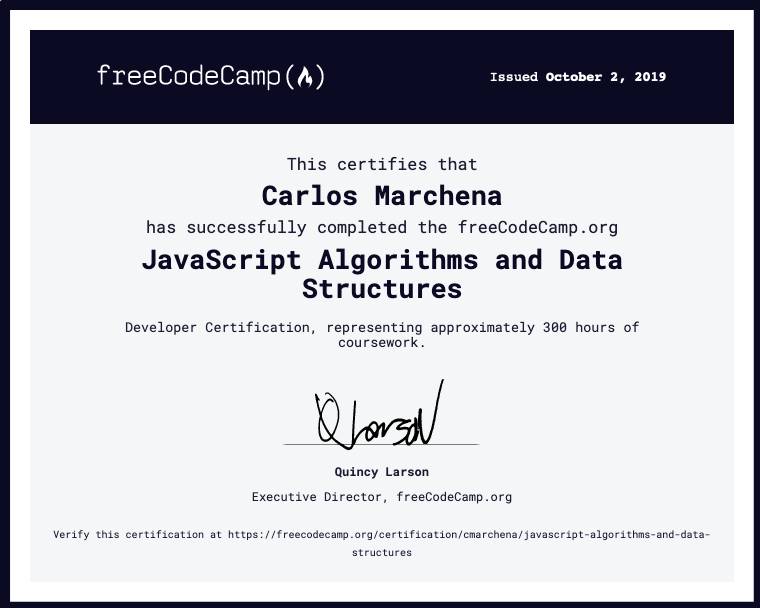 freeCodeCamp(🔥)
Issued October 2, 2019
This certifies that
Carlos Marchena
has successfully completed the freeCodeCamp.org
JavaScript Algorithms and Data
Structures
Developer Certification, representing approximately 300 hours of
coursework.
Quincy Larson
Executive Director, freeCodeCamp.org
Verify this certification at https://freecodecamp.org/certification/cmarchena/javascript-algorithms-and-data-
structures